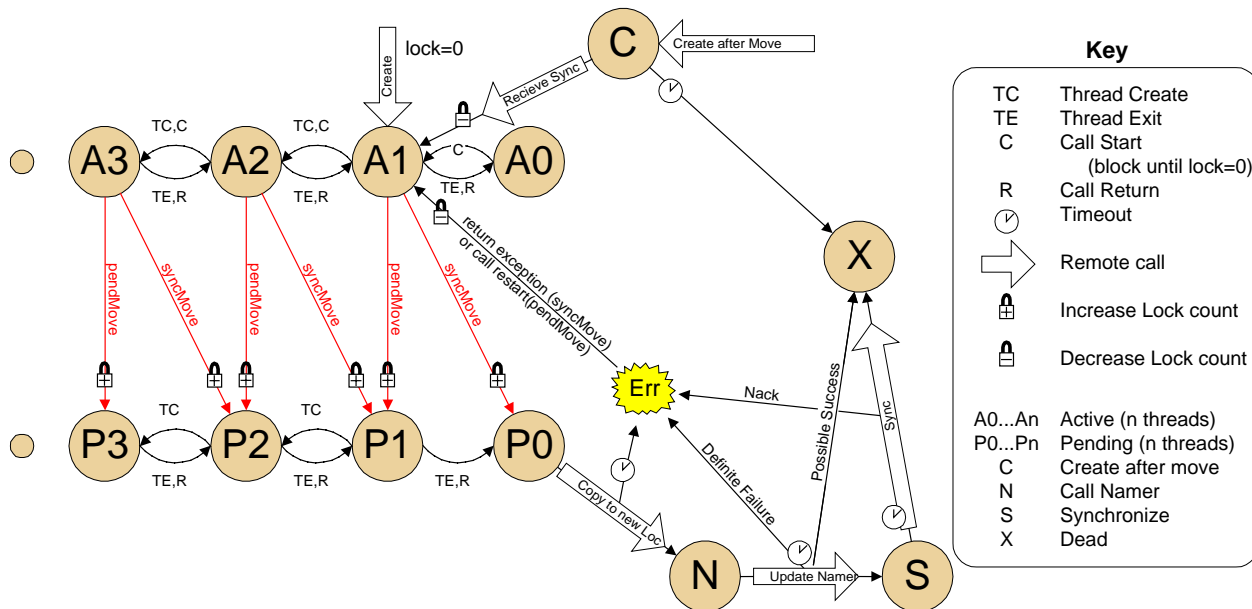 Create
lock=0
C
Create after Move
Recieve Sync
TC,C
TC,C
C
A3
A2
A1
A0
TE,R
TE,R
TE,R
pendMove
syncMove
pendMove
syncMove
pendMove
syncMove
return exception (syncMove)
or call restart(pendMove)
X
Err
Nack
Possible Success
Sync
Definite Failure
TC
TC
P3
P2
P1
P0
TE,R
TE,R
TE,R
Copy to new Loc
N
Update Namer
S
Key
TC Thread Create
TE Thread Exit
C Call Start
(block until lock=0)
R Call Return
Timeout
Remote call
Increase Lock count
Decrease Lock count
A0...An Active (n threads)
P0...Pn Pending (n threads)
C Create after move
N Call Namer
S Synchronize
X Dead